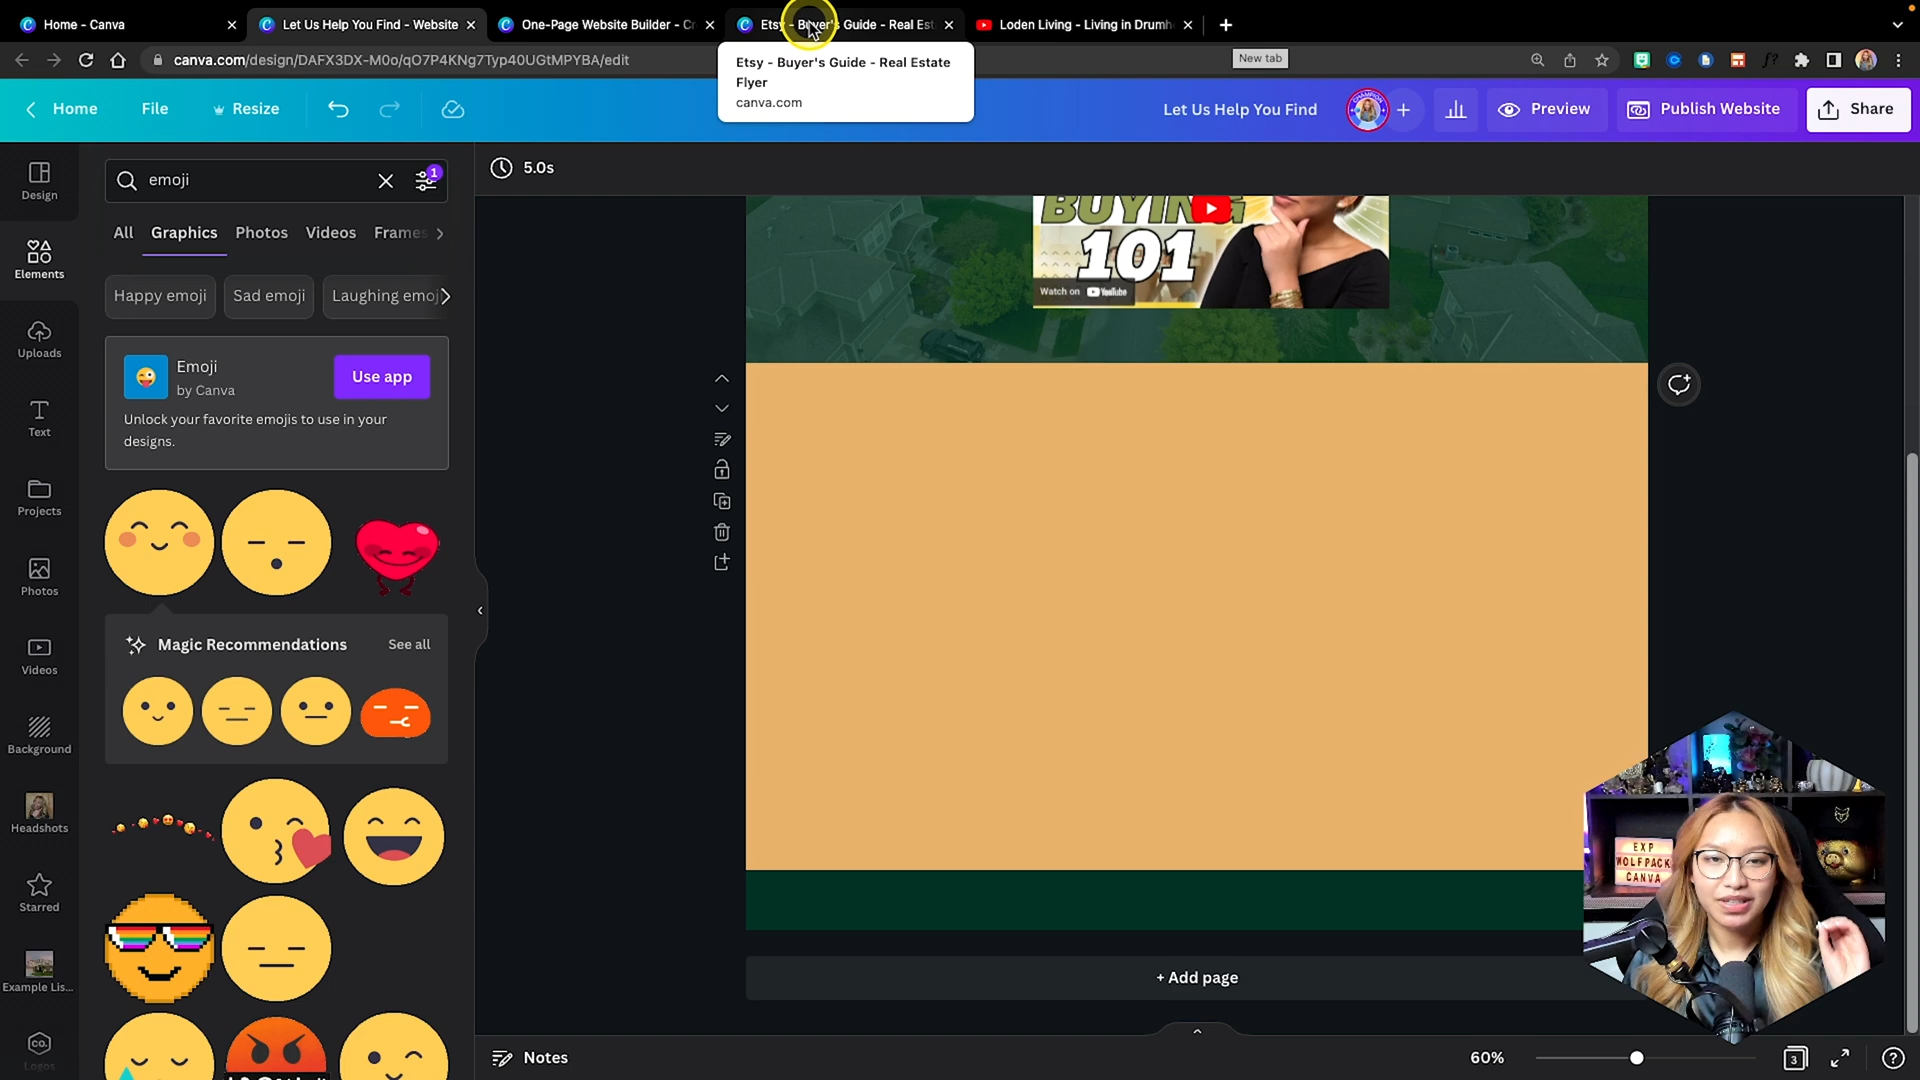 Home - Canva
Let Us Help You Find - Website
One-Page Website Builder - Cr
Etsy - Buyer's Guide - Real Est
Loden Living - Living in Drumh
canva.com/design/DAFX3DX-M0o/qO7P4KNg7Typ40UGtMPYBA/edit
New tab
Etsy - Buyer's Guide - Real Estate
Flyer
canva.com
Home
File
Resize
Let Us Help You Find
CHAMPION
Preview
Publish Website
Share
Design
Elements
Uploads
Text
Projects
Photos
Videos
Background
Headshots
Starred
Example Lis...
Logos
emoji
1
All
Graphics
Photos
Videos
Frames
Happy emoji
Sad emoji
Laughing emoj
Emoji
by Canva
Use app
Unlock your favorite emojis to use in your
designs.
Magic Recommendations
See all
5.0s
BUYING
101
Watch on YouTube
+ Add page
EXP
WOLFPACK
CANVA
Notes
60%
3